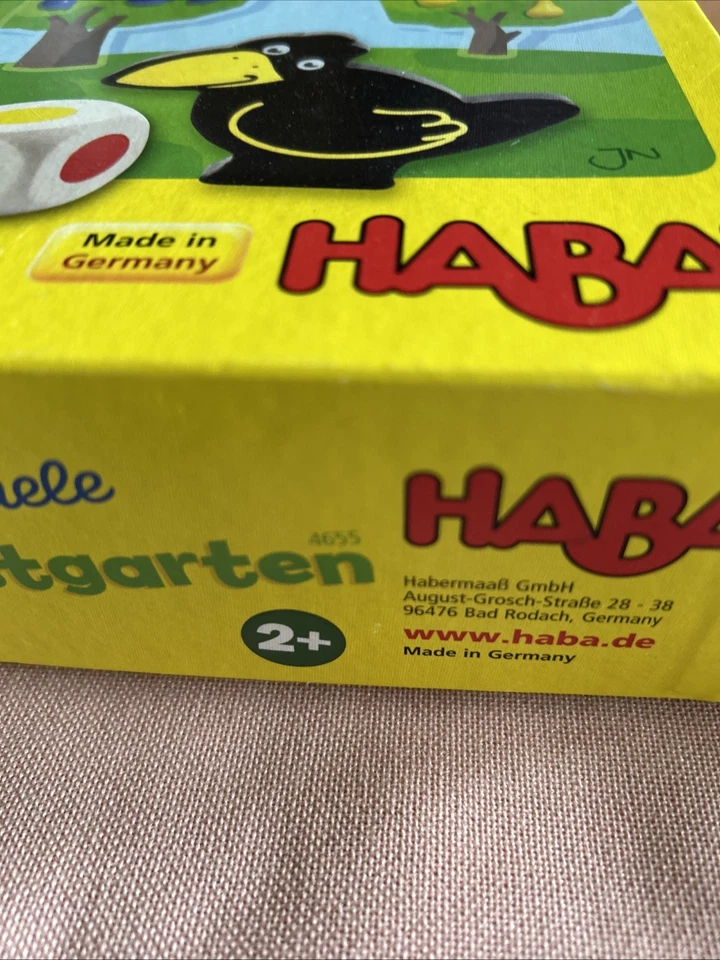 JN
Made in
Germany
HABA
iele
tgarten
4655
2+
HABA
Habermaaß GmbH
August-Grosch-Straße 28 - 38
96476 Bad Rodach, Germany
www.haba.de
Made in Germany